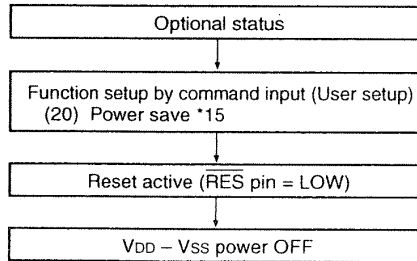 Optional status
Function setup by command input (User setup)
(20) Power save *15
Reset active (R̅E̅S̅ pin = LOW)
VDD – VSS power OFF